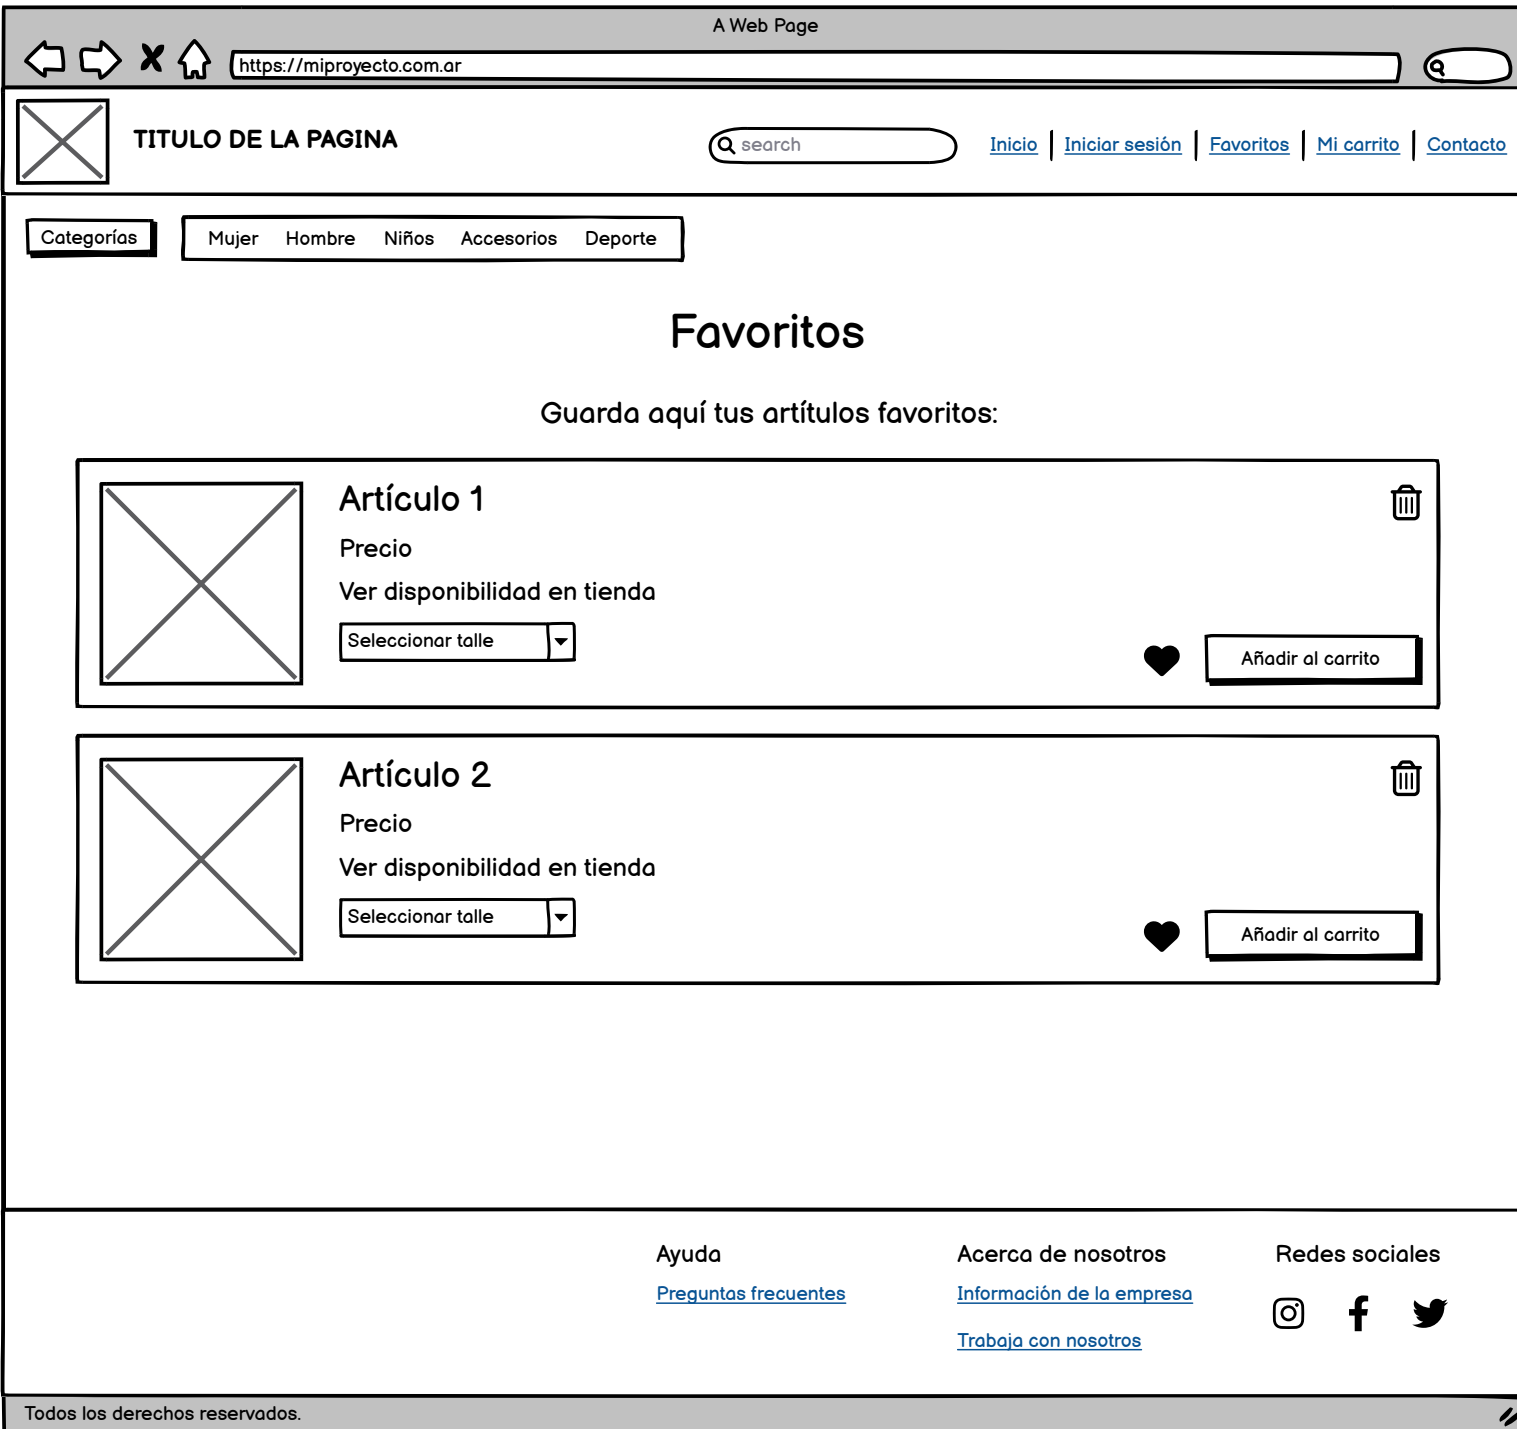 A Web Page
https://miproyecto.com.ar
TITULO DE LA PAGINA
search
Inicio
Iniciar sesión
Favoritos
Mi carrito
Contacto
Categorías
Mujer Hombre Niños Accesorios Deporte
Favoritos
Guarda aquí tus artítulos favoritos:
Artículo 1
Precio
Ver disponibilidad en tienda
Seleccionar talle
Añadir al carrito
Artículo 2
Precio
Ver disponibilidad en tienda
Seleccionar talle
Añadir al carrito
Ayuda
Preguntas frecuentes
Acerca de nosotros
Información de la empresa
Trabaja con nosotros
Redes sociales
Todos los derechos reservados.